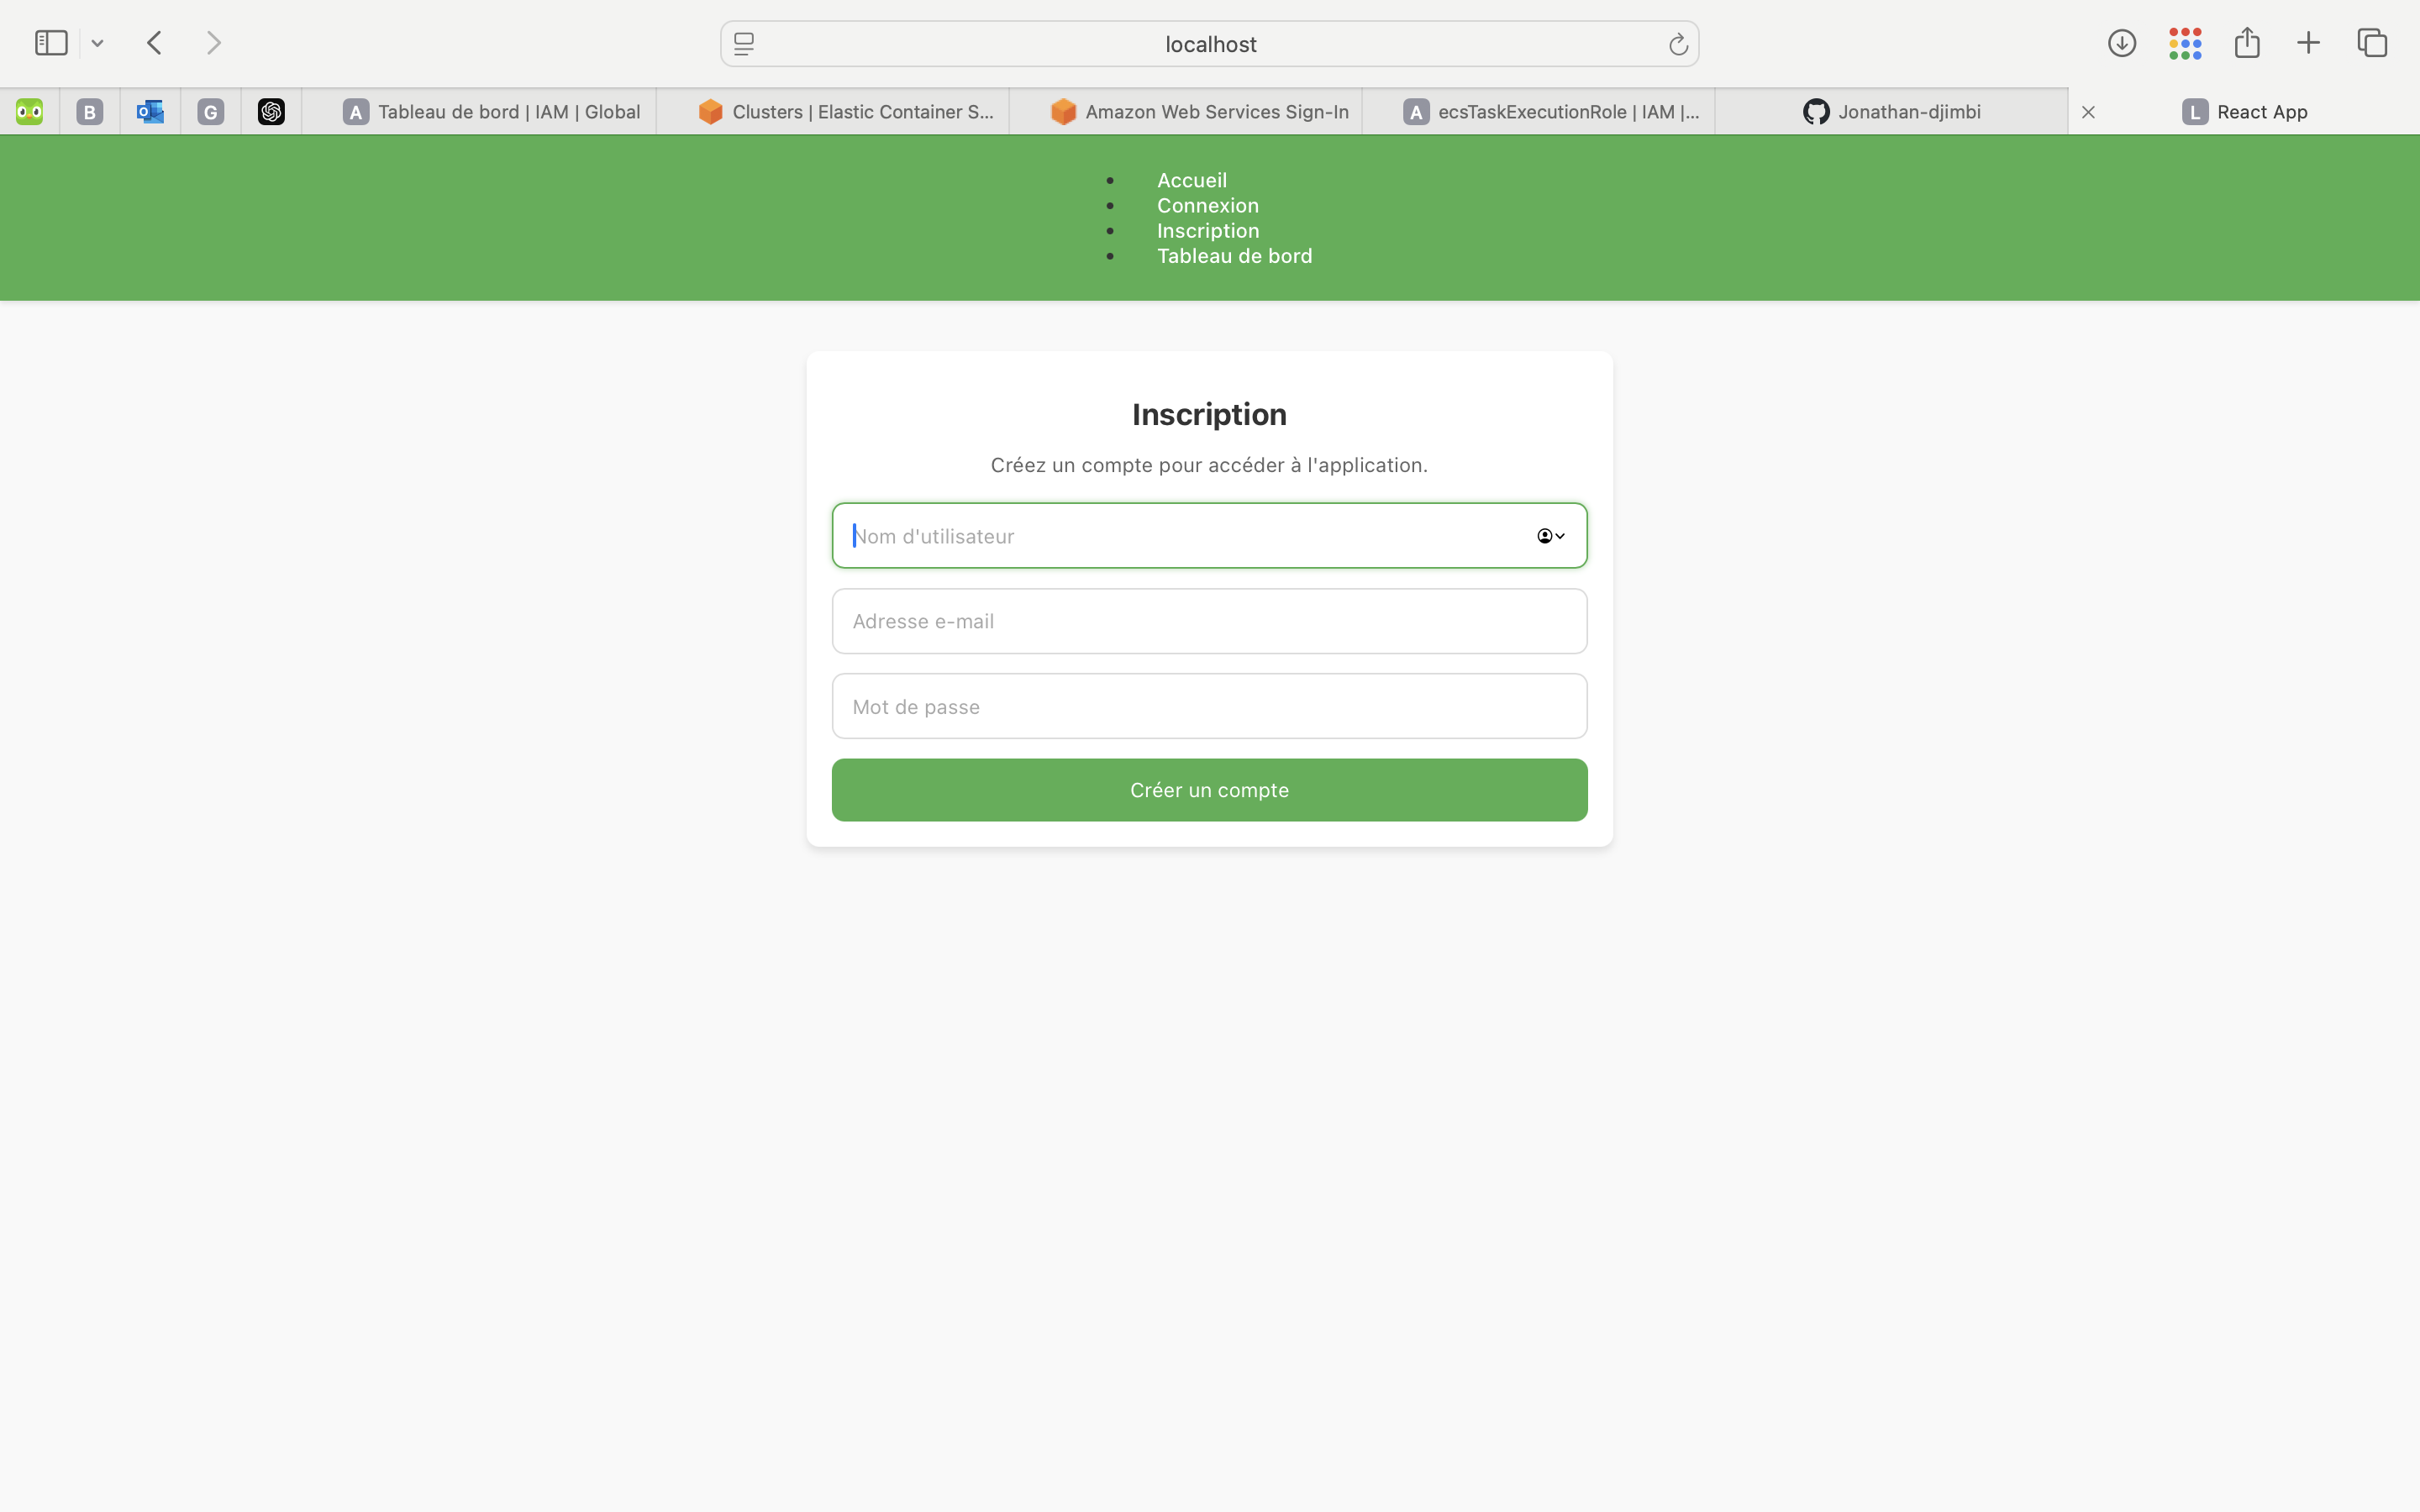 localhost
B
G
A Tableau de bord | IAM | Global
Clusters | Elastic Container S...
Amazon Web Services Sign-In
A ecsTaskExecutionRole | IAM |...
Jonathan-djimbi
L React App
Accueil
Connexion
Inscription
Tableau de bord
Inscription
Créez un compte pour accéder à l'application.
Nom d'utilisateur
Adresse e-mail
Mot de passe
Créer un compte